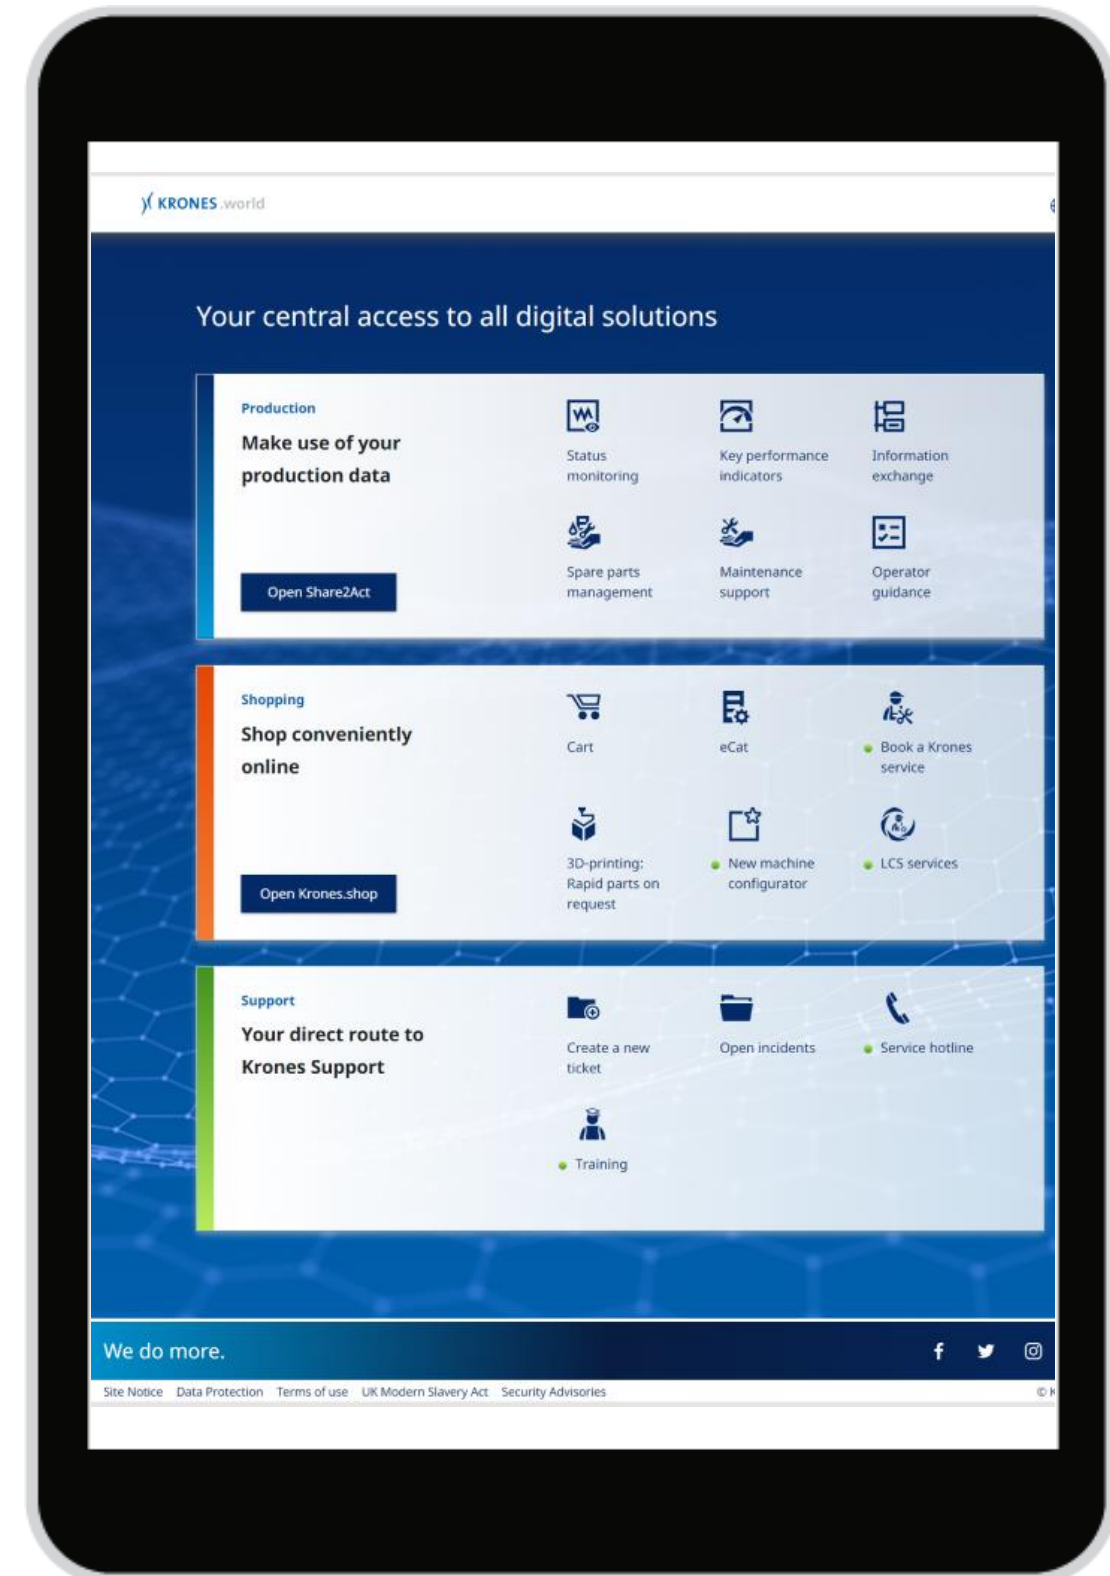 KRONES.world
Your central access to all digital solutions
Production
Make use of your
production data
Open Share2Act
Status
monitoring
Key performance
indicators
Information
exchange
Spare parts
management
Maintenance
support
Operator
guidance
Shopping
Shop conveniently
online
Open Krones.shop
Cart
eCat
Book a Krones
service
3D-printing:
Rapid parts on
request
New machine
configurator
LCS services
Support
Your direct route to
Krones Support
Create a new
ticket
Open incidents
Service hotline
Training
We do more.
Site Notice Data Protection Terms of use UK Modern Slavery Act Security Advisories
©